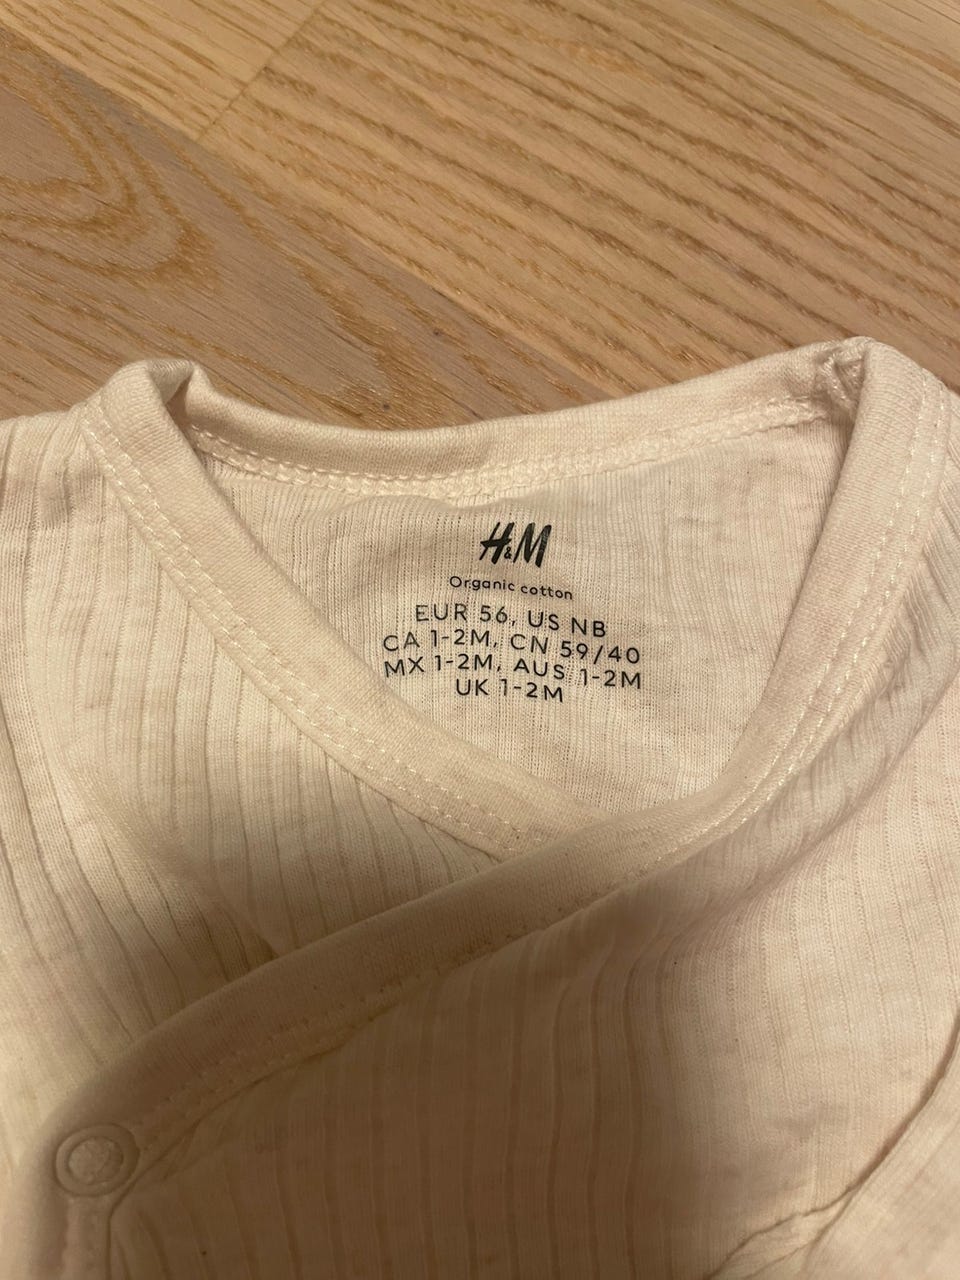 H&M
Organic cotton
EUR 56, US NB
CA 1-2M, CN 59/40
MX 1-2M, AUS 1-2M
UK 1-2M